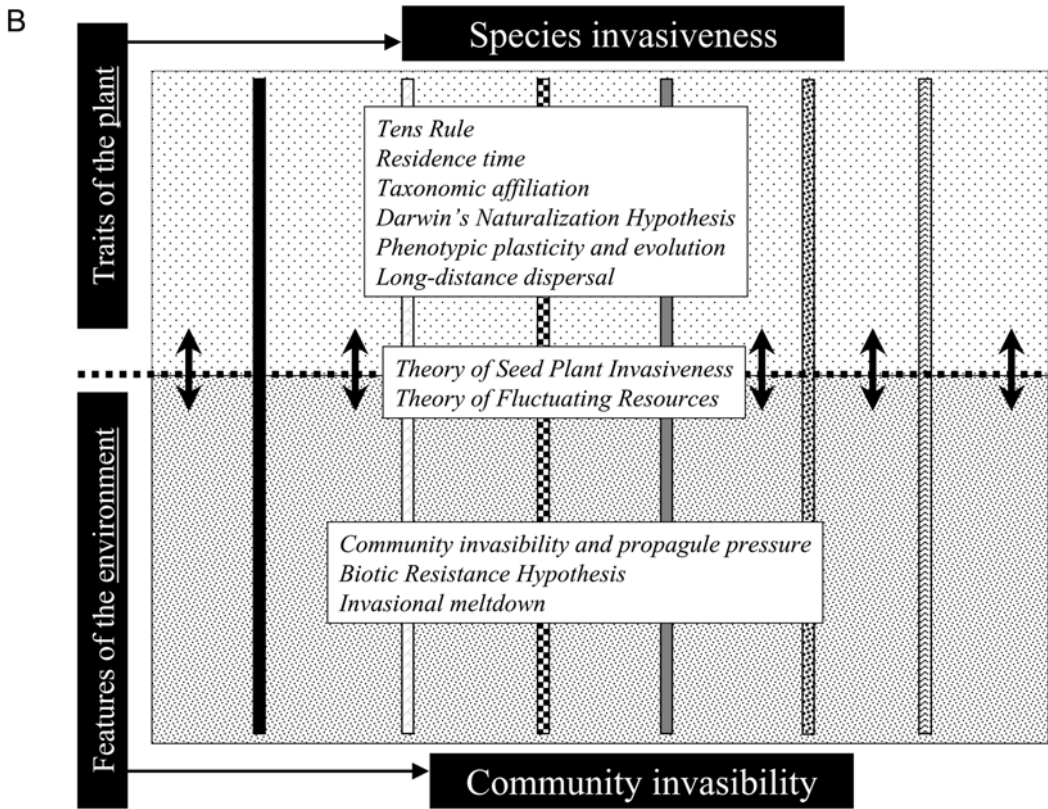 B
Species invasiveness
Traits of the plant
Tens Rule
Residence time
Taxonomic affiliation
Darwin's Naturalization Hypothesis
Phenotypic plasticity and evolution
Long-distance dispersal
Theory of Seed Plant Invasiveness
Theory of Fluctuating Resources
Features of the environment
Community invasibility and propagule pressure
Biotic Resistance Hypothesis
Invasional meltdown
Community invasibility